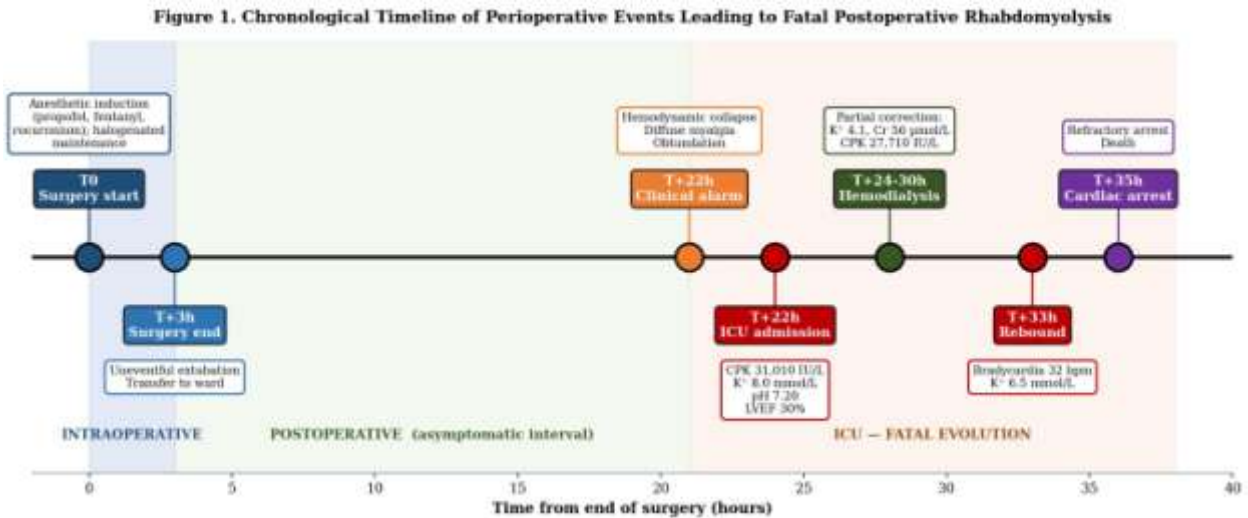 Figure 1. Chronological Timeline of Perioperative Events Leading to Fatal Postoperative Rhabdomyolysis
Anesthetic induction
(propofol, fentanyl,
rocuronium); halogenated
maintenance
T0
Surgery start
T+3h
Surgery end
Uneventful extubation
Transfer to ward
Hemodynamic collapse
Diffuse myalgia
Obtundation
T+22h
Clinical alarm
T+22h
ICU admission
CPK 31,010 IU/L
K⁺ 8.0 mmol/L
pH 7.20
LVEF 30%
Partial correction:
K⁺ 4.1, Cr 56 µmol/L
CPK 27,710 IU/L
T+24-30h
Hemodialysis
T+33h
Rebound
Bradycardia 32 bpm
K⁺ 6.5 mmol/L
Refractory arrest
Death
T+35h
Cardiac arrest
INTRAOPERATIVE
POSTOPERATIVE (asymptomatic interval)
ICU — FATAL EVOLUTION
0 5 10 15 20 25 30 35 40
Time from end of surgery (hours)